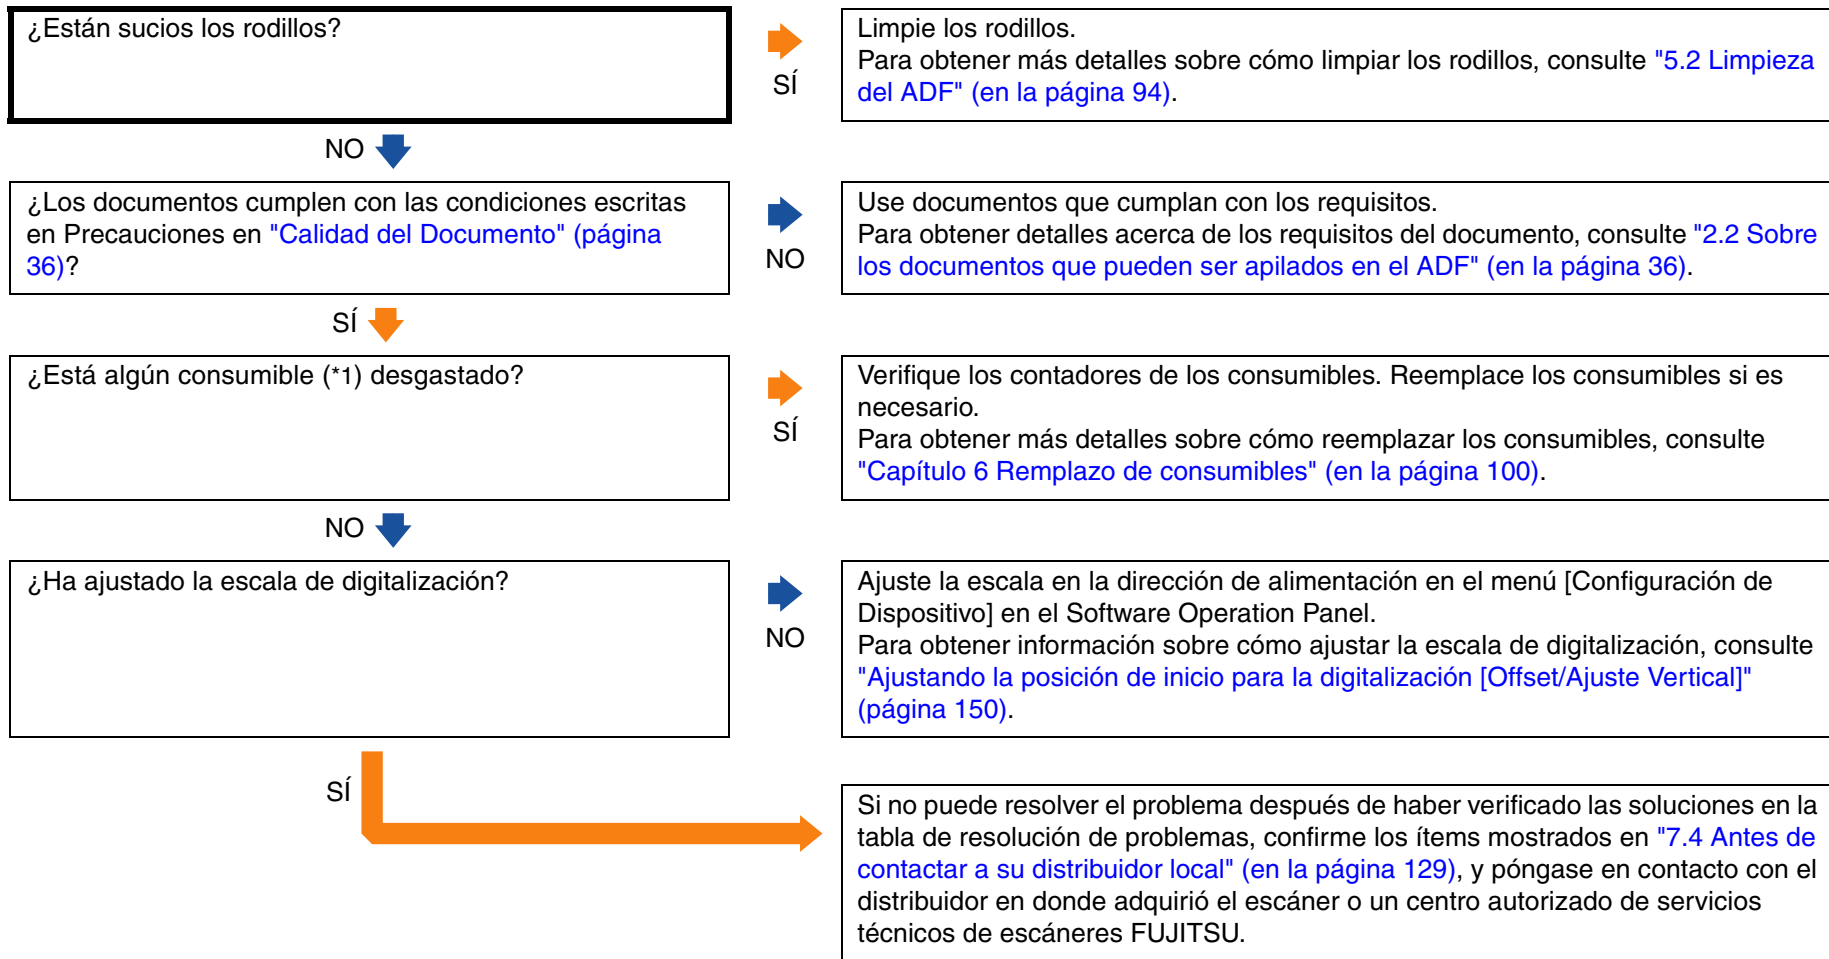 ¿Están sucios los rodillos?
SÍ
Limpie los rodillos.
Para obtener más detalles sobre cómo limpiar los rodillos, consulte "5.2 Limpieza
del ADF" (en la página 94).
NO
¿Los documentos cumplen con las condiciones escritas
en Precauciones en "Calidad del Documento" (página
36)?
NO
Use documentos que cumplan con los requisitos.
Para obtener detalles acerca de los requisitos del documento, consulte "2.2 Sobre
los documentos que pueden ser apilados en el ADF" (en la página 36).
SÍ
¿Está algún consumible (*1) desgastado?
SÍ
Verifique los contadores de los consumibles. Reemplace los consumibles si es
necesario.
Para obtener más detalles sobre cómo reemplazar los consumibles, consulte
"Capítulo 6 Remplazo de consumibles" (en la página 100).
NO
¿Ha ajustado la escala de digitalización?
NO
Ajuste la escala en la dirección de alimentación en el menú [Configuración de
Dispositivo] en el Software Operation Panel.
Para obtener información sobre cómo ajustar la escala de digitalización, consulte
"Ajustando la posición de inicio para la digitalización [Offset/Ajuste Vertical]"
(página 150).
SÍ
Si no puede resolver el problema después de haber verificado las soluciones en la
tabla de resolución de problemas, confirme los ítems mostrados en "7.4 Antes de
contactar a su distribuidor local" (en la página 129), y póngase en contacto con el
distribuidor en donde adquirió el escáner o un centro autorizado de servicios
técnicos de escáneres FUJITSU.